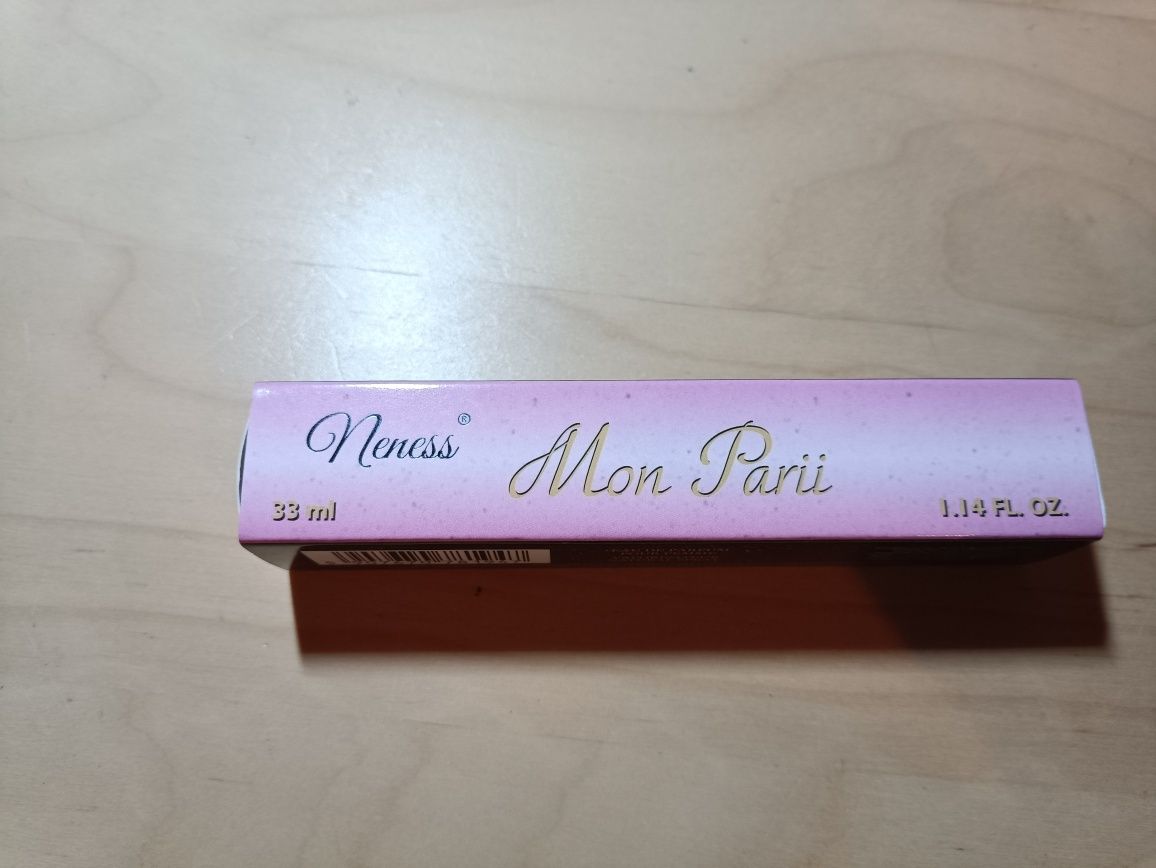 Neness®
Mon Parii
33 ml
1.14 FL. OZ.